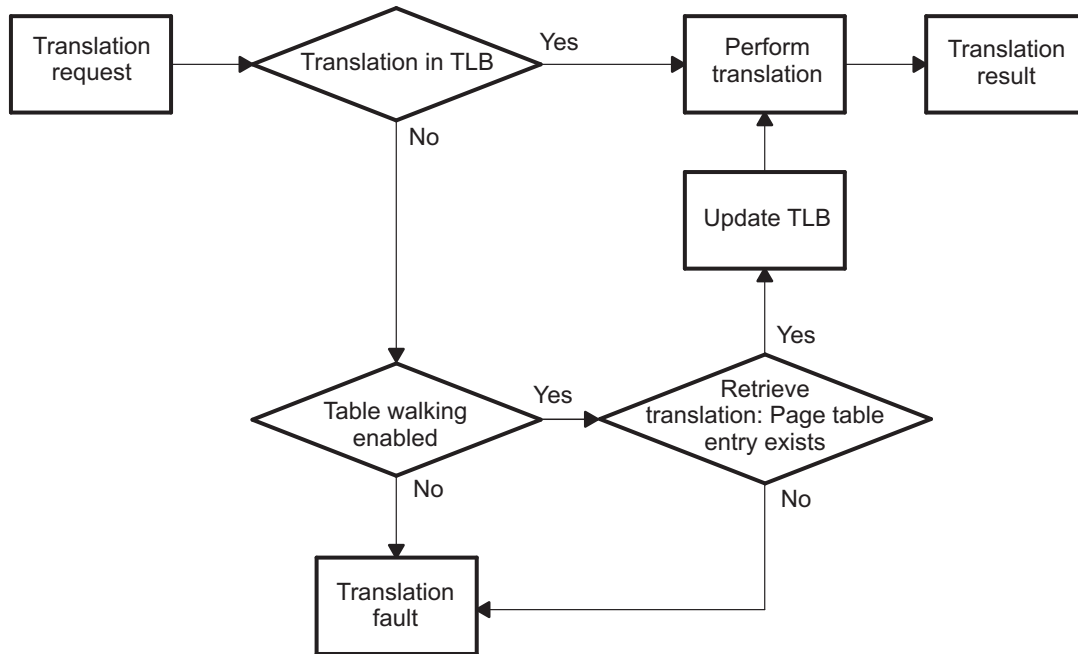 Translation
request
Translation in TLB
Yes
Perform
translation
Translation
result
No
Update TLB
Yes
Table walking
enabled
Yes
Retrieve
translation: Page table
entry exists
No
No
Translation
fault